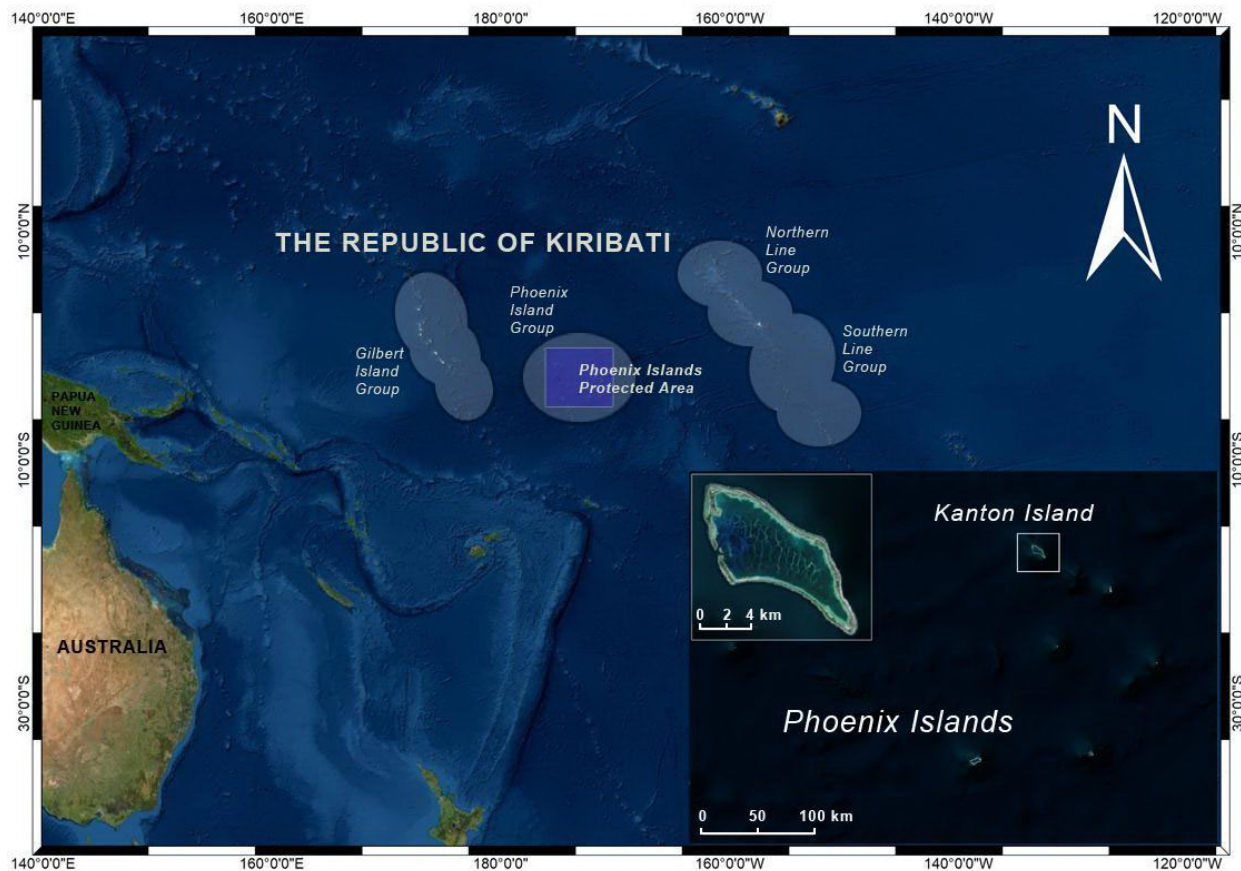 140°0'0"E 160°0'0"E 180°0'0" 160°0'0"W 140°0'0"W 120°0'0"W
N
10°0'0"N 10°0'0"N
THE REPUBLIC OF KIRIBATI
Northern
Line
Group
Phoenix
Island
Group
Southern
Line
Group
Gilbert
Island
Group
Phoenix Islands
Protected Area
PAPUA
NEW
GUINEA
10°0'0"S 10°0'0"S
Kanton Island
0 2 4 km
AUSTRALIA
30°0'0"S 30°0'0"S
Phoenix Islands
0 50 100 km
140°0'0"E 160°0'0"E 180°0'0" 160°0'0"W 140°0'0"W 120°0'0"W